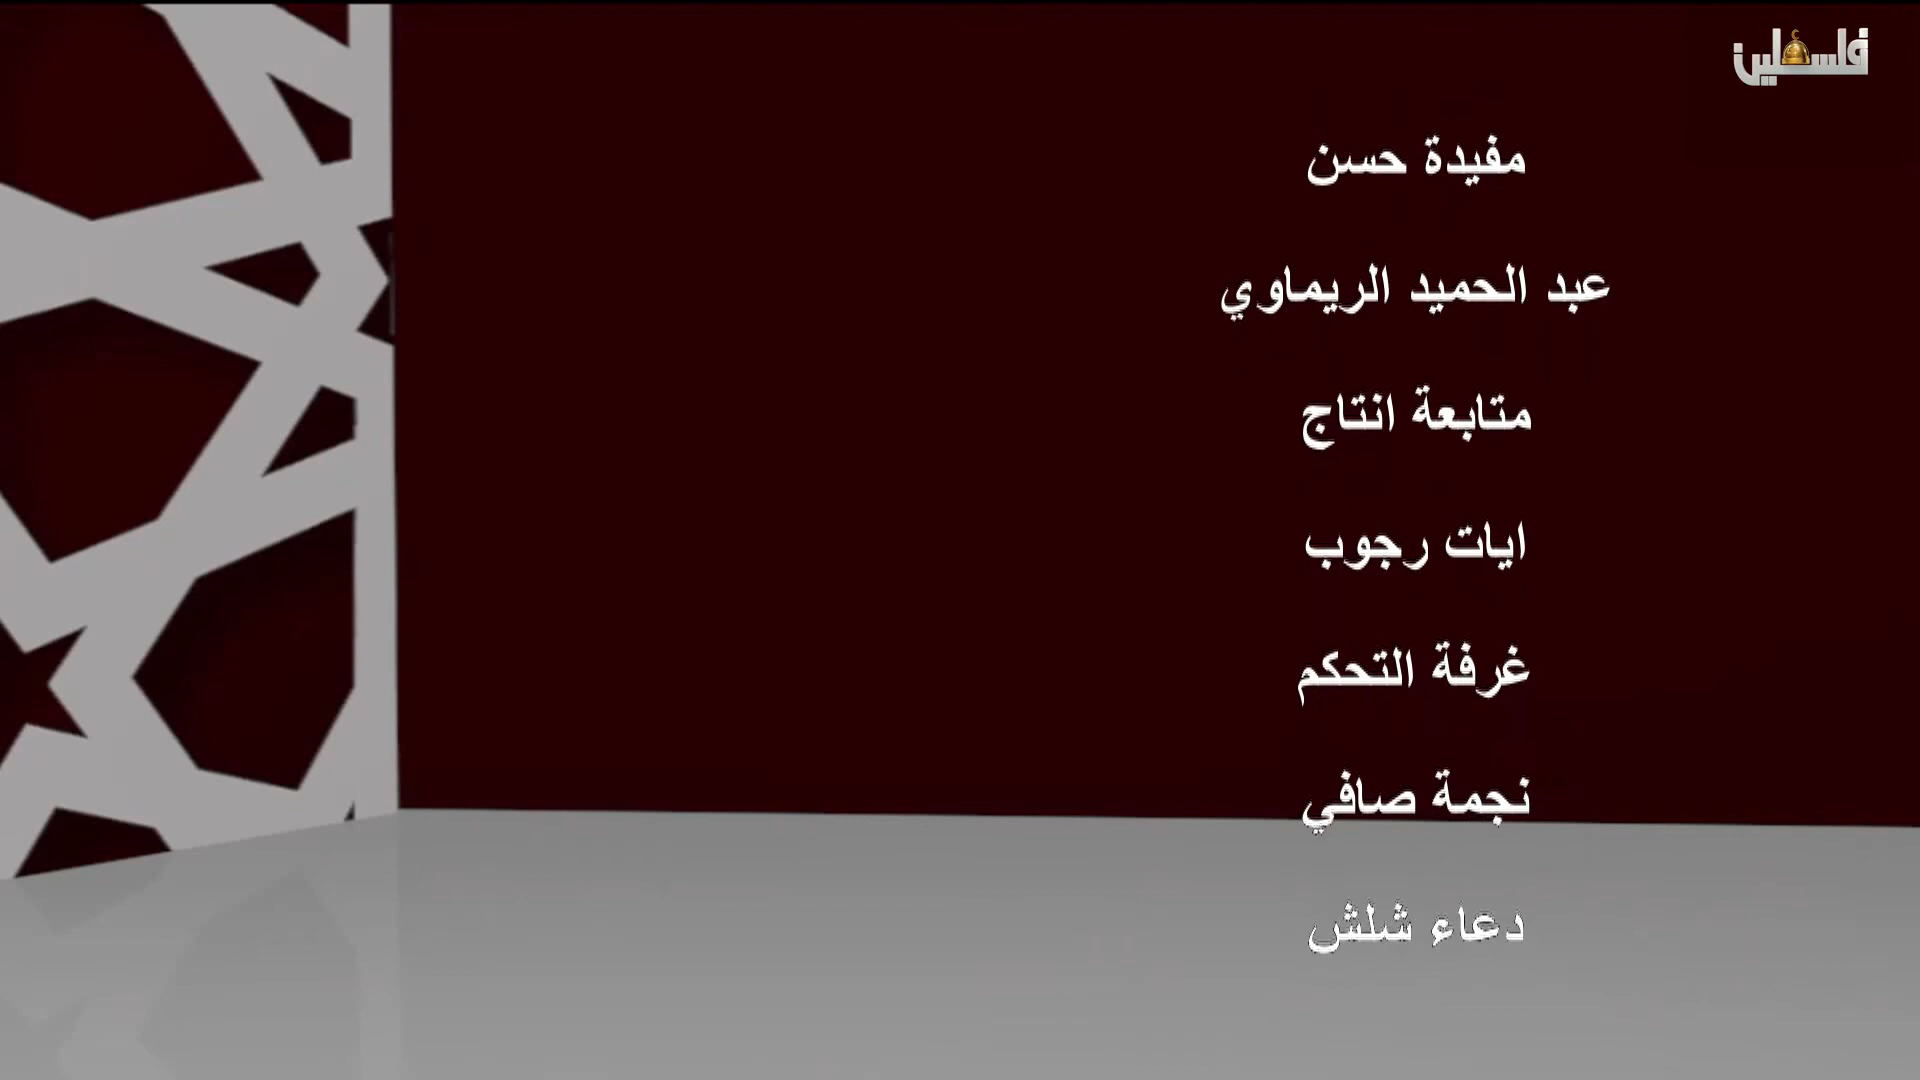 فلسطين
مفيدة حسن
عبد الحميد الريماوي
متابعة انتاج
ايات رجوب
غرفة التحكم
نجمة صافي
دعاء شلش